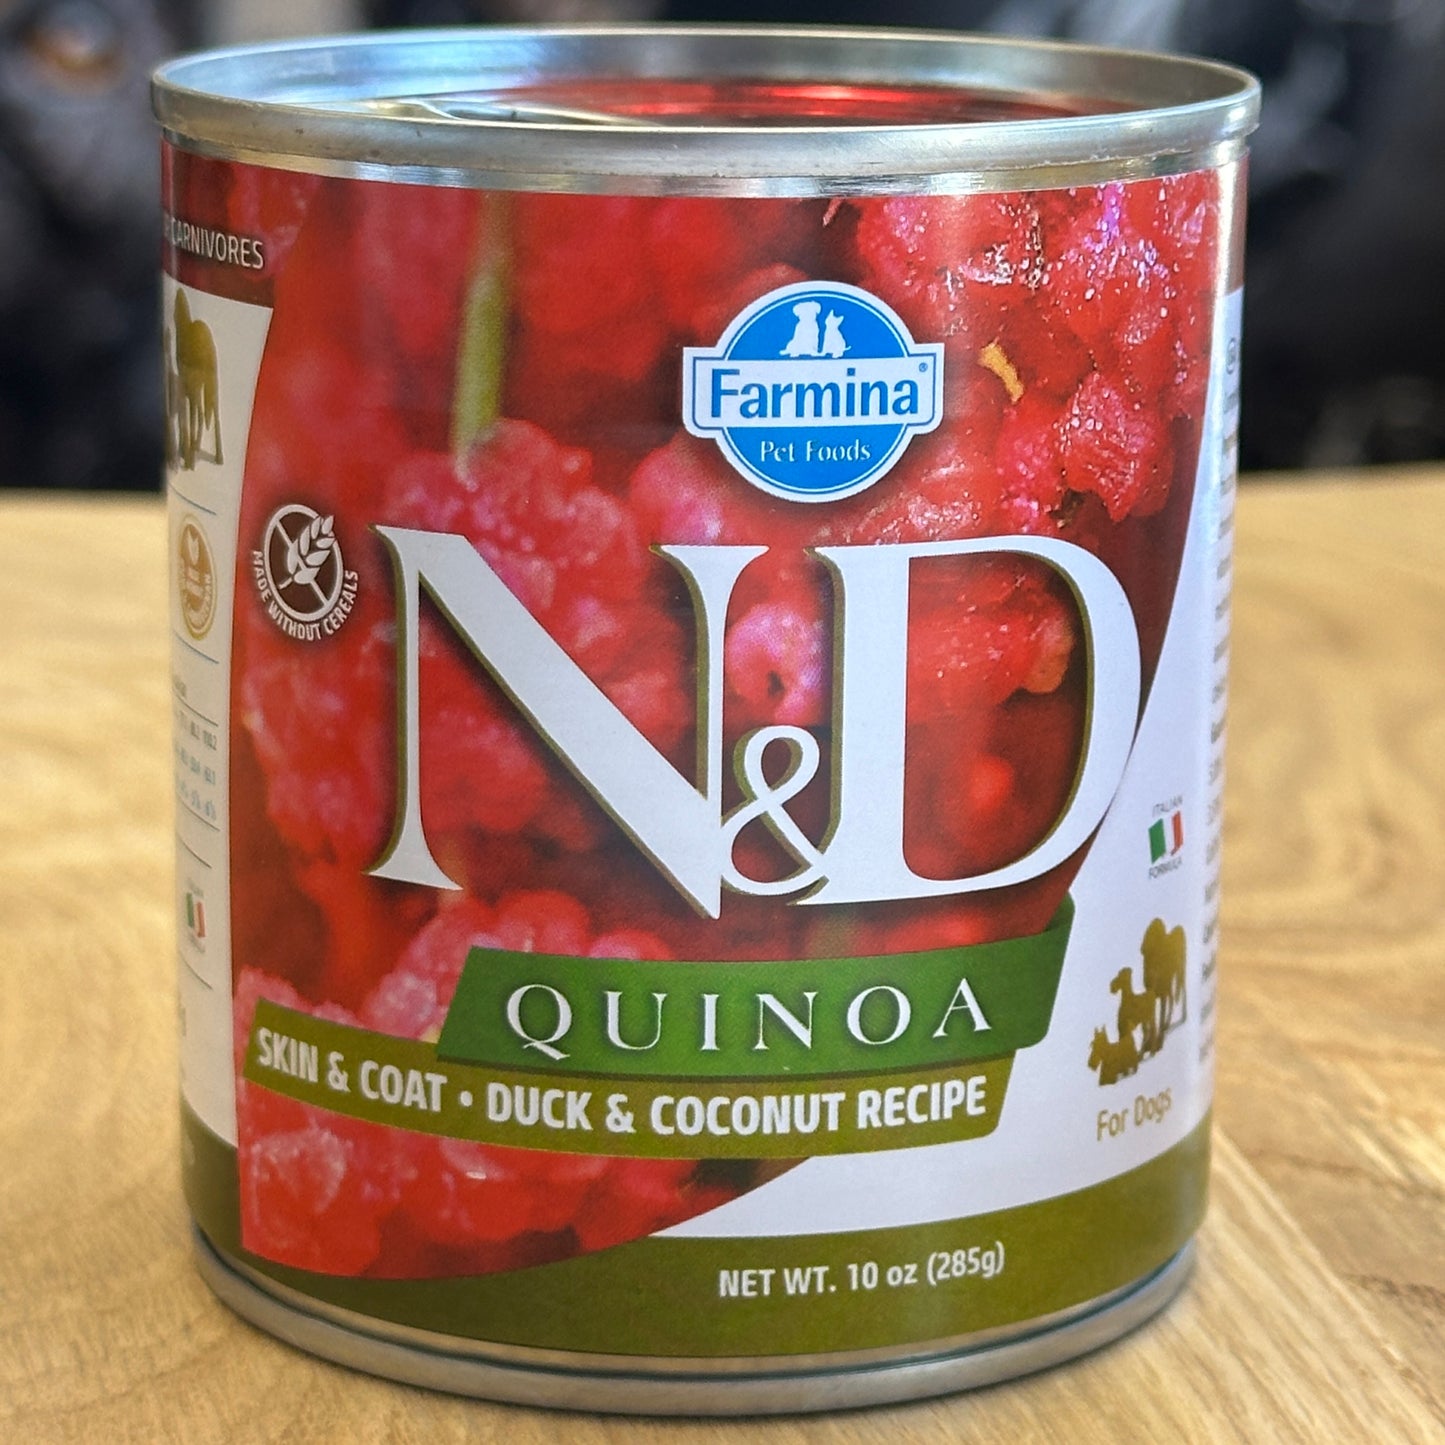 CARNIVORES
Farmina®
Pet Foods
MADE WITHOUT CEREALS
N&D
QUINOA
SKIN & COAT • DUCK & COCONUT RECIPE
ITALIAN
FORMULA
For Dogs
NET WT. 10 oz (285g)